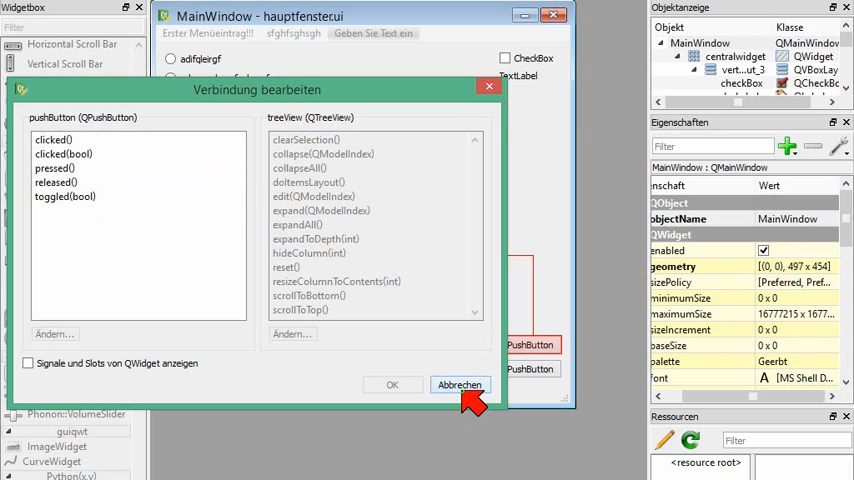 Widgetbox
Filter
Horizontal Scroll Bar
Vertical Scroll Bar
MainWindow - hauptfenster.ui
Erster Menüeintrag!!! sfghfghsgh Geben Sie Text ein
adifqleirgf
CheckBox
TextLabel
Verbindung bearbeiten
pushButton (QPushButton)
clicked()
clicked(bool)
pressed()
released()
toggled(bool)
Ändern...
treeView (QTreeView)
clearSelection()
collapse(QModelIndex)
collapseAll()
doItemsLayout()
edit(QModelIndex)
expand(QModelIndex)
expandAll()
expandToDepth(int)
hideColumn(int)
reset()
resizeColumnToContents(int)
scrollToBottom()
scrollToTop()
Ändern...
Signale und Slots von QWidget anzeigen
OK
Abbrechen
PushButton
PushButton
Phonon::VolumeSlider
guiqwt
ImageWidget
CurveWidget
Python(x,y)
Objektanzeige
Objekt Klasse
MainWindow QMainWindow
centralwidget QWidget
vert...ut_3 QVBoxLay
checkBox QCheckBox
Eigenschaften
Filter
MainWindow : QMainWindow
enschaft Wert
QObject
objectName MainWindow
QWidget
enabled
geometry [(0, 0), 497 x 454]
sizePolicy [Preferred, Pref...
minimumSize 0 x 0
maximumSize 16777215 x 1677...
sizeIncrement 0 x 0
baseSize 0 x 0
palette Geerbt
font A [MS Shell D...
Ressourcen
Filter
<resource root>